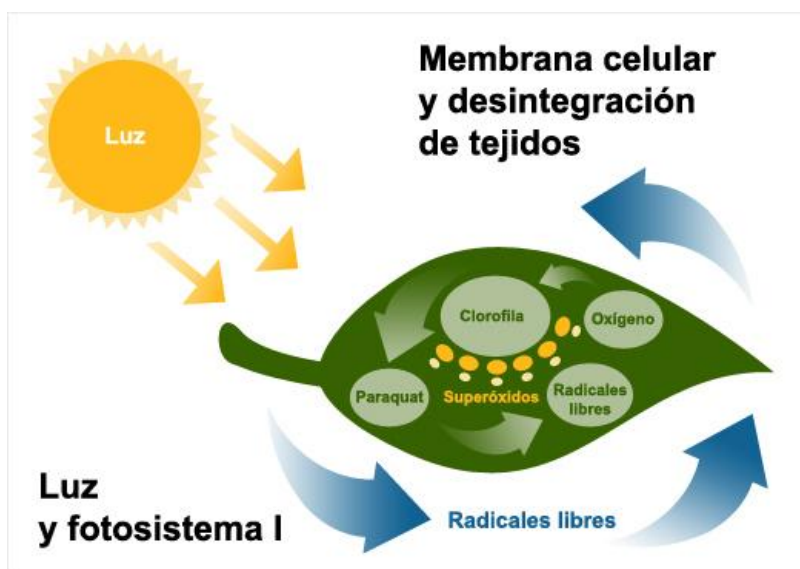 Luz
Membrana celular
y desintegración
de tejidos
Clorofila
Oxígeno
Paraquat
Superóxidos
Radicales
libres
Luz
y fotosistema I
Radicales libres